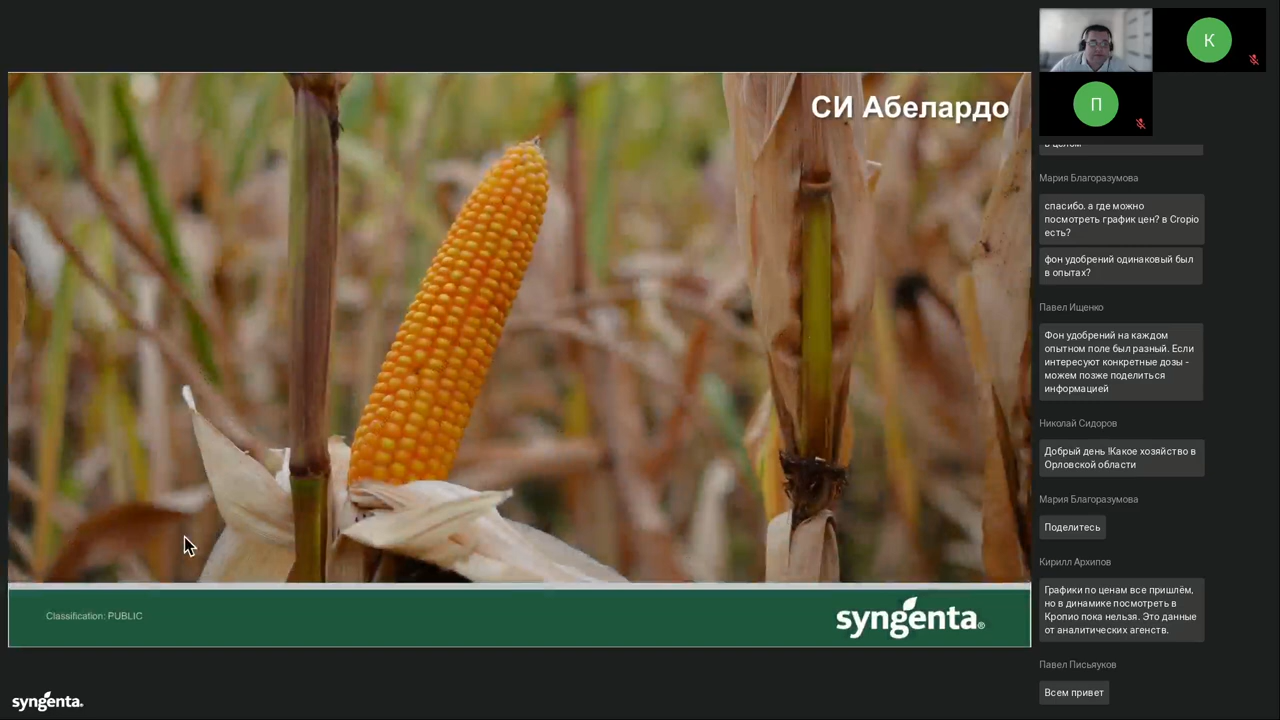 СИ Абелардо
Classification: PUBLIC
syngenta®
syngenta.
К
П
в целом
Мария Благоразумова
спасибо. а где можно
посмотреть график цен? в Cropio
есть?
фон удобрений одинаковый был
в опытах?
Павел Ищенко
Фон удобрений на каждом
опытном поле был разный. Если
интересуют конкретные дозы -
можем позже поделиться
информацией
Николай Сидоров
Добрый день !Какое хозяйство в
Орловской области
Мария Благоразумова
Поделитесь
Кирилл Архипов
Графики по ценам все пришлём,
но в динамике посмотреть в
Кропио пока нельзя. Это данные
от аналитических агенств.
Павел Письяуков
Всем привет